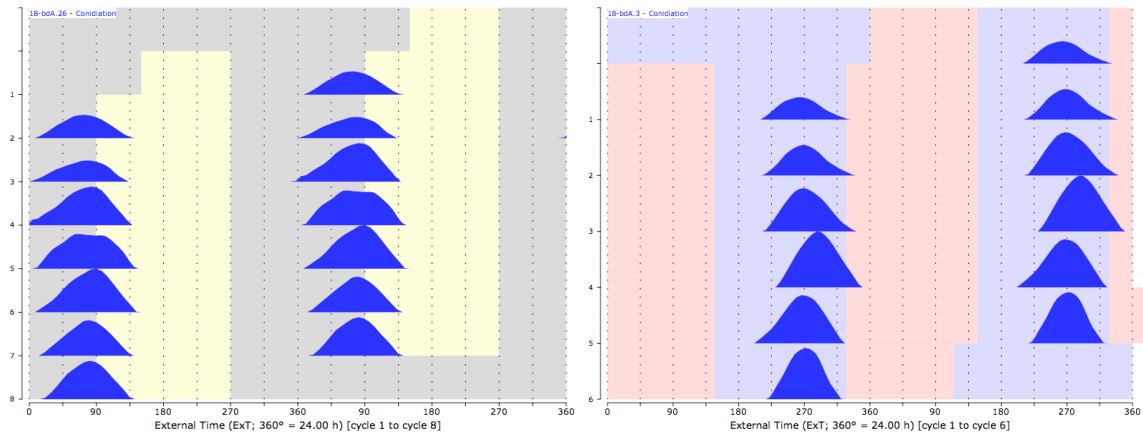 18-bdA.26 - Conidiation
1
2
3
4
5
6
7
8
0 90 180 270 360 90 180 270 360
External Time (ExT; 360° = 24.00 h) [cycle 1 to cycle 8]
18-bdA.3 - Conidiation
1
2
3
4
5
6
0 90 180 270 360 90 180 270 360
External Time (ExT; 360° = 24.00 h) [cycle 1 to cycle 6]